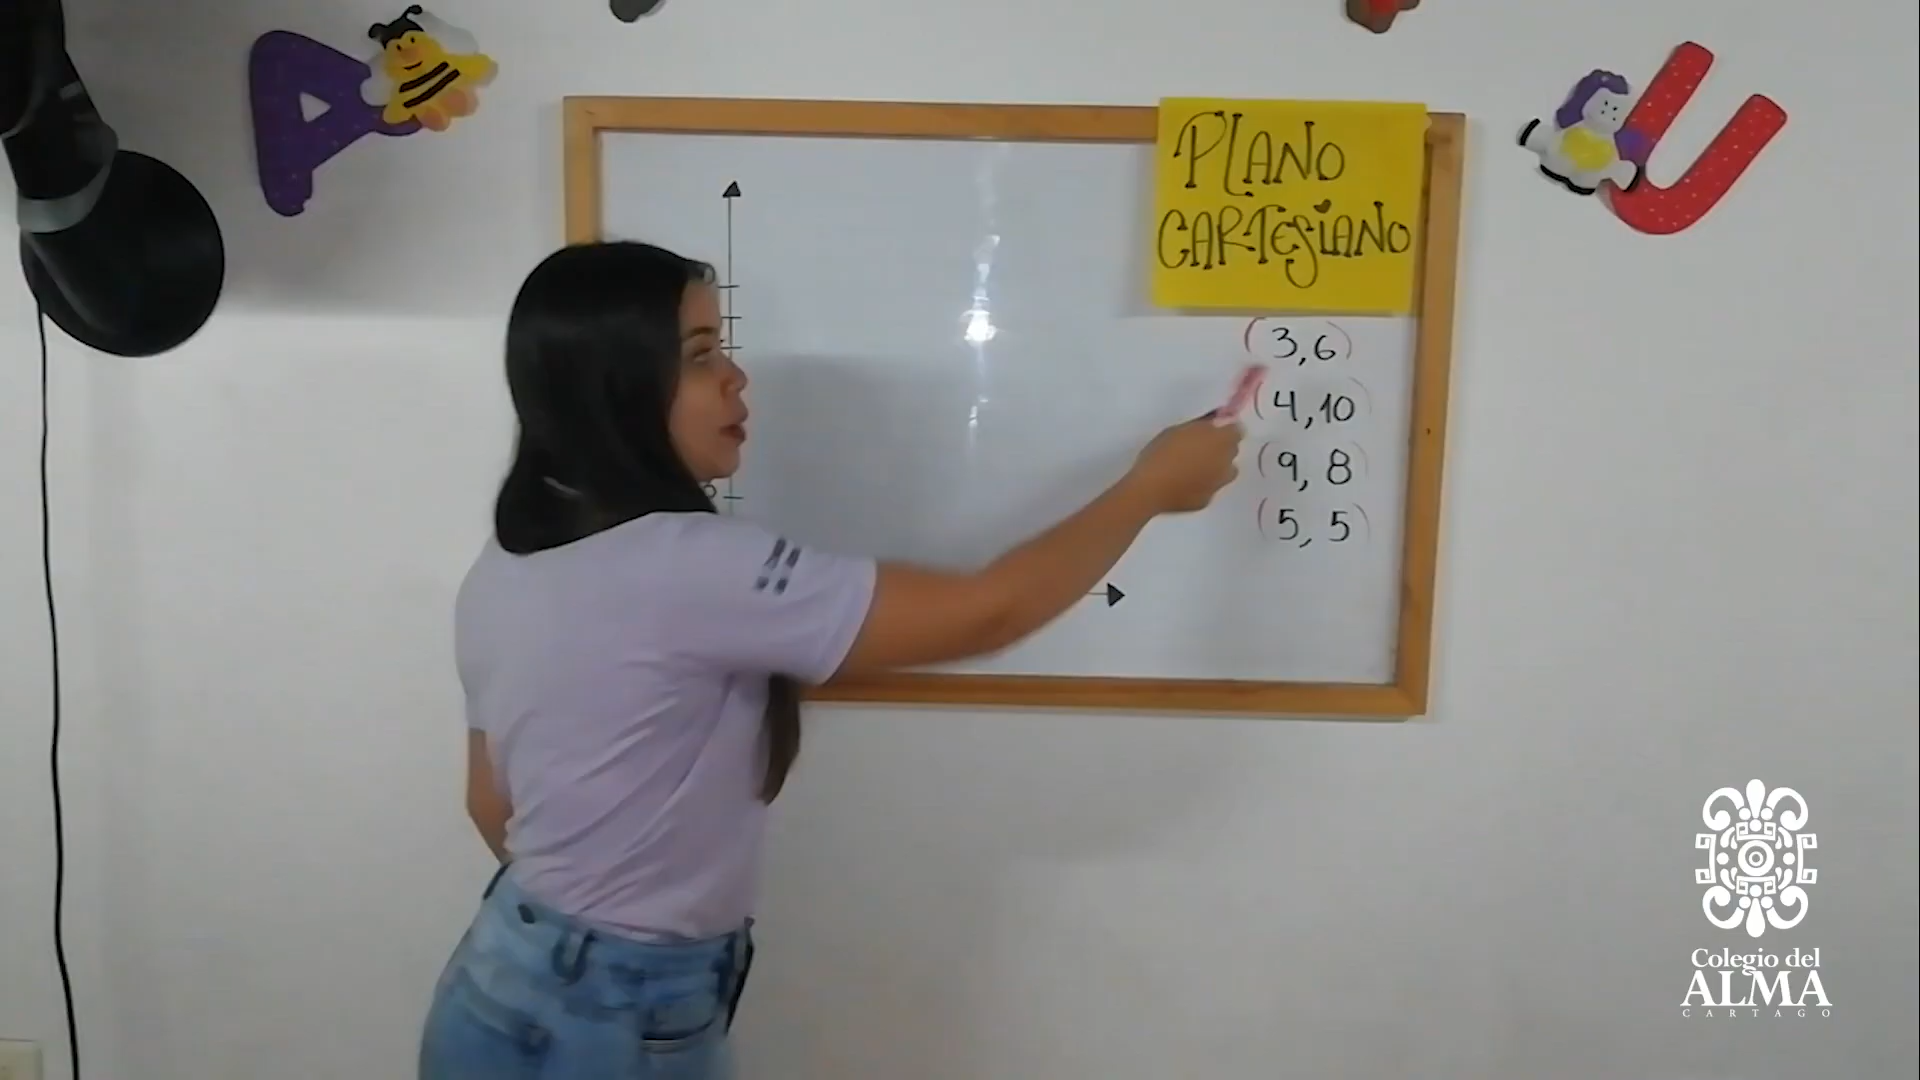 A
U
PLANO
CARTESIANO
(3,6)
(4,10)
(9, 8)
(5, 5)
Colegio del
ALMA
CARTAGO